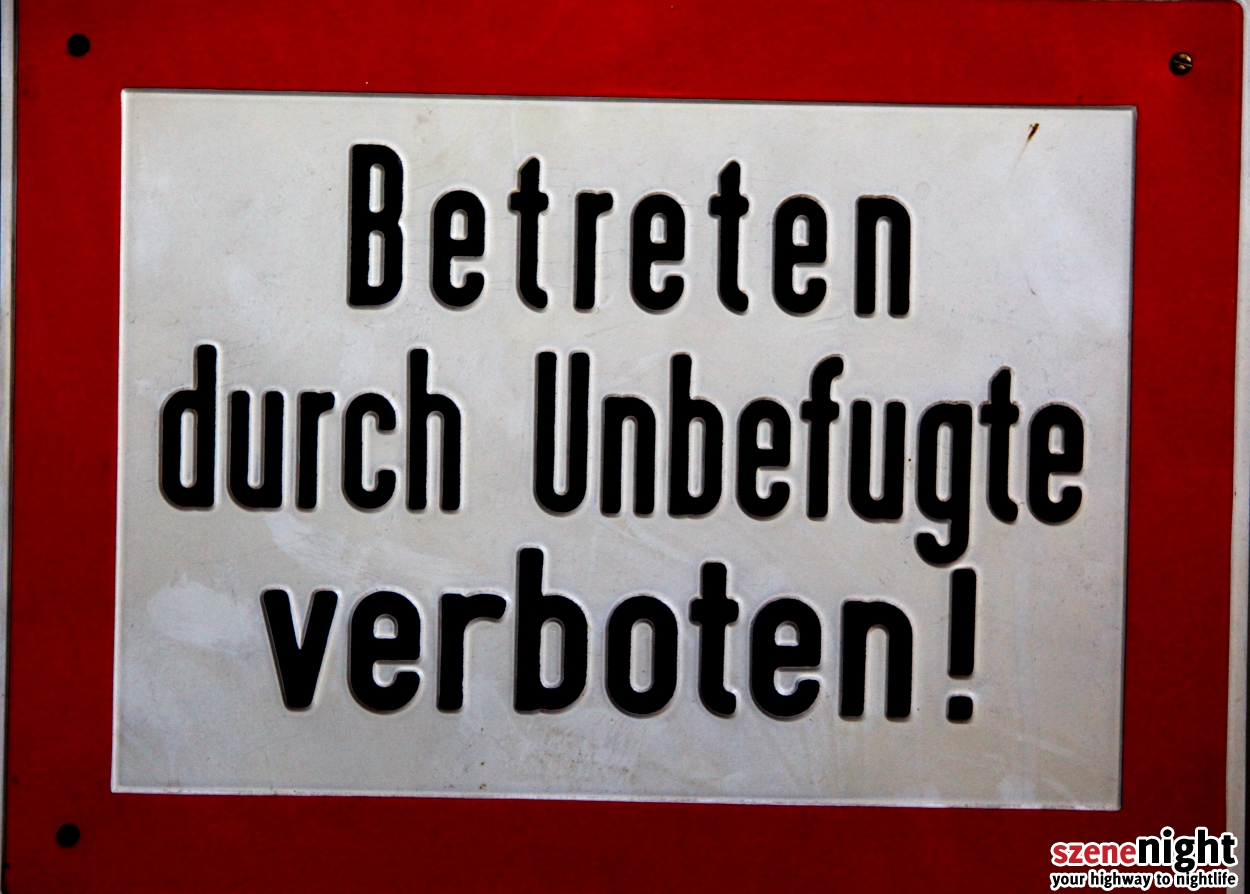 Betreten
durch Unbefugte
verboten!
szenenight
your highway to nightlife